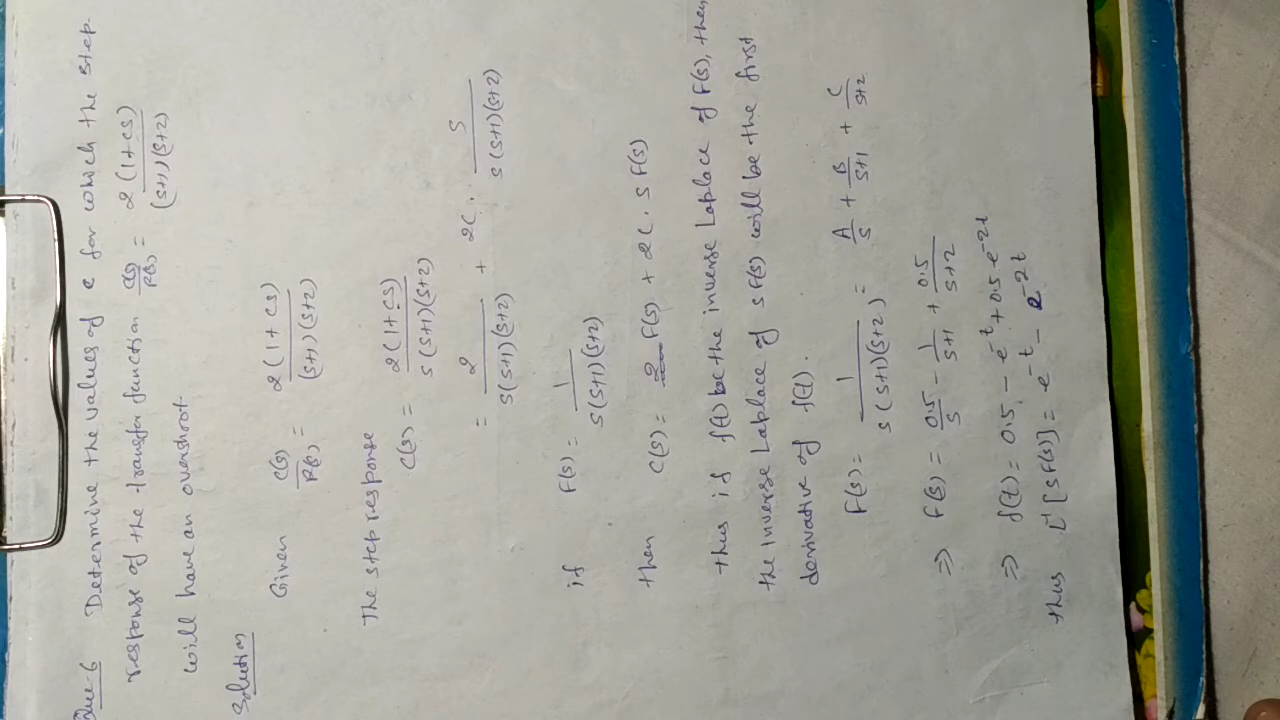 Que-6 Determine the values of c for which the step
response of the transfer function C(s)/R(s) = 2(1+cs)/(s+1)(s+2)
will have an overshoot.
Solution
Given C(s)/R(s) = 2(1+cs)/(s+1)(s+2)
The step response
C(s) = 2(1+cs)/s(s+1)(s+2)
= 2/s(s+1)(s+2) + 2c . s/s(s+1)(s+2)
if F(s) = 1/s(s+1)(s+2)
then C(s) = 2 F(s) + 2c . s F(s)
thus if f(t) be the inverse Laplace of F(s), then
the inverse Laplace of s F(s) will be the first
derivative of f(t).
F(s) = 1/s(s+1)(s+2) = A/s + B/s+1 + C/s+2
⇒ F(s) = 0.5/s - 1/s+1 + 0.5/s+2
⇒ f(t) = 0.5 - e^-t + 0.5 e^-2t
thus L^-1[sF(s)] = e^-t - e^-2t